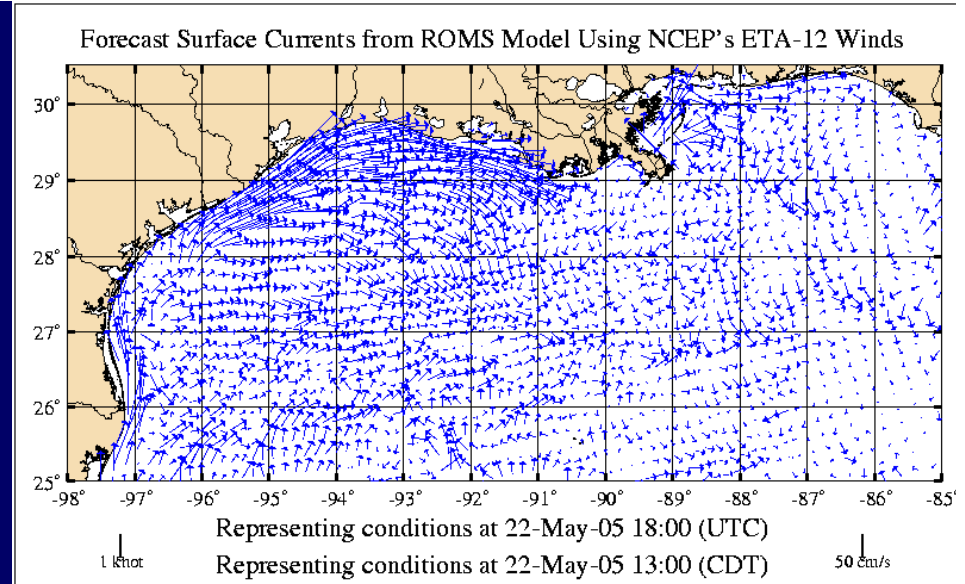 Forecast Surface Currents from ROMS Model Using NCEP's ETA-12 Winds
30°
29°
28°
27°
26°
25°
-98 -97° -96° -95° -94° -93° -92° -91° -90° -89° -88° -87° -86° -85°
Representing conditions at 22-May-05 18:00 (UTC)
1 knot
50 cm/s
Representing conditions at 22-May-05 13:00 (CDT)